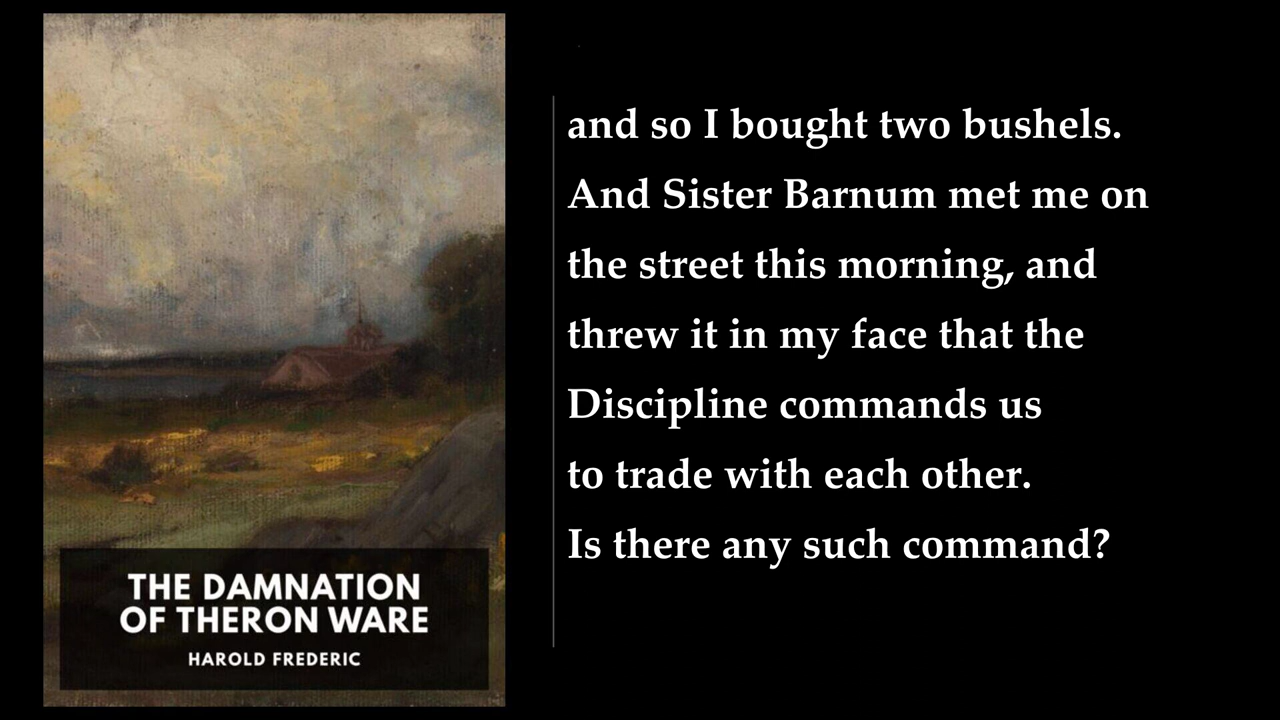 THE DAMNATION
OF THERON WARE
HAROLD FREDERIC
and so I bought two bushels.
And Sister Barnum met me on
the street this morning, and
threw it in my face that the
Discipline commands us
to trade with each other.
Is there any such command?